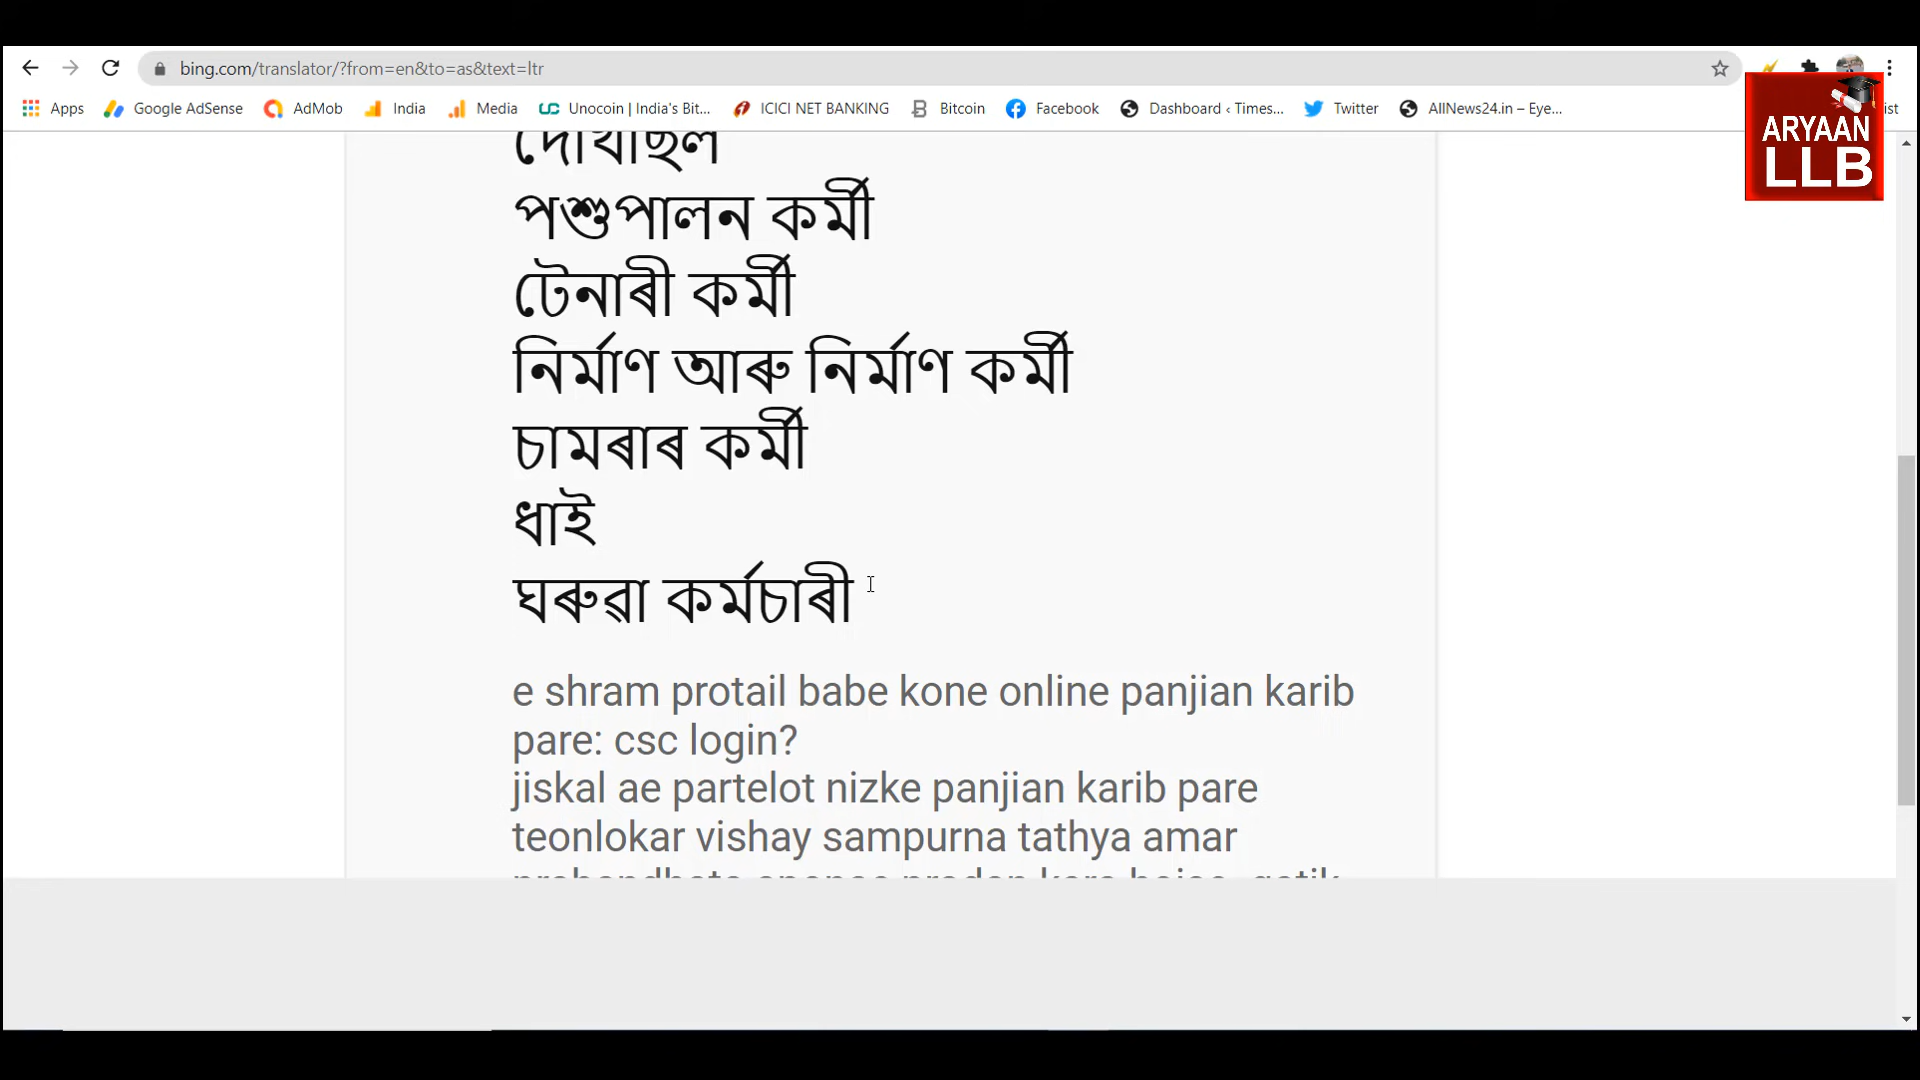 bing.com/translator/?from=en&to=as&text=ltr
Apps Google AdSense AdMob India Media Unocoin | India's Bit... ICICI NET BANKING Bitcoin Facebook Dashboard ‹ Times... Twitter AllNews24.in – Eye...
ARYAAN
LLB
পশুপালন কৰ্মী
টেনাৰী কৰ্মী
নিৰ্মাণ আৰু নিৰ্মাণ কৰ্মী
চামৰাৰ কৰ্মী
ধাই
ঘৰুৱা কৰ্মচাৰী
e shram protail babe kone online panjian karib
pare: csc login?
jiskal ae partelot nizke panjian karib pare
teonlokar vishay sampurna tathya amar